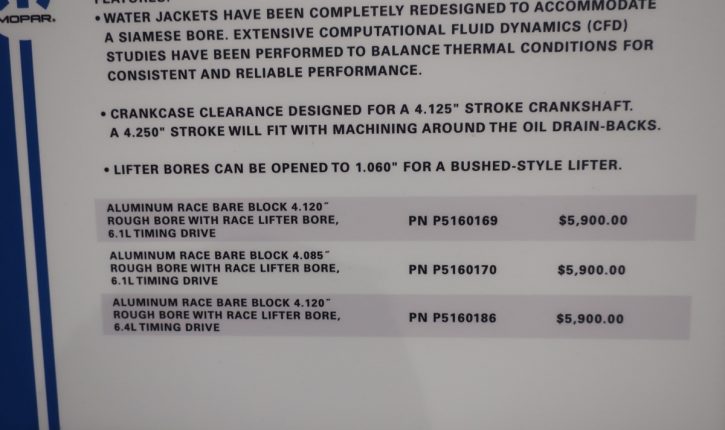 FEATURES:
MOPAR.
• WATER JACKETS HAVE BEEN COMPLETELY REDESIGNED TO ACCOMMODATE
A SIAMESE BORE. EXTENSIVE COMPUTATIONAL FLUID DYNAMICS (CFD)
STUDIES HAVE BEEN PERFORMED TO BALANCE THERMAL CONDITIONS FOR
CONSISTENT AND RELIABLE PERFORMANCE.
• CRANKCASE CLEARANCE DESIGNED FOR A 4.125" STROKE CRANKSHAFT.
A 4.250" STROKE WILL FIT WITH MACHINING AROUND THE OIL DRAIN-BACKS.
• LIFTER BORES CAN BE OPENED TO 1.060" FOR A BUSHED-STYLE LIFTER.
ALUMINUM RACE BARE BLOCK 4.120"
ROUGH BORE WITH RACE LIFTER BORE, PN P5160169 $5,900.00
6.1L TIMING DRIVE
ALUMINUM RACE BARE BLOCK 4.085"
ROUGH BORE WITH RACE LIFTER BORE, PN P5160170 $5,900.00
6.1L TIMING DRIVE
ALUMINUM RACE BARE BLOCK 4.120"
ROUGH BORE WITH RACE LIFTER BORE, PN P5160186 $5,900.00
6.4L TIMING DRIVE